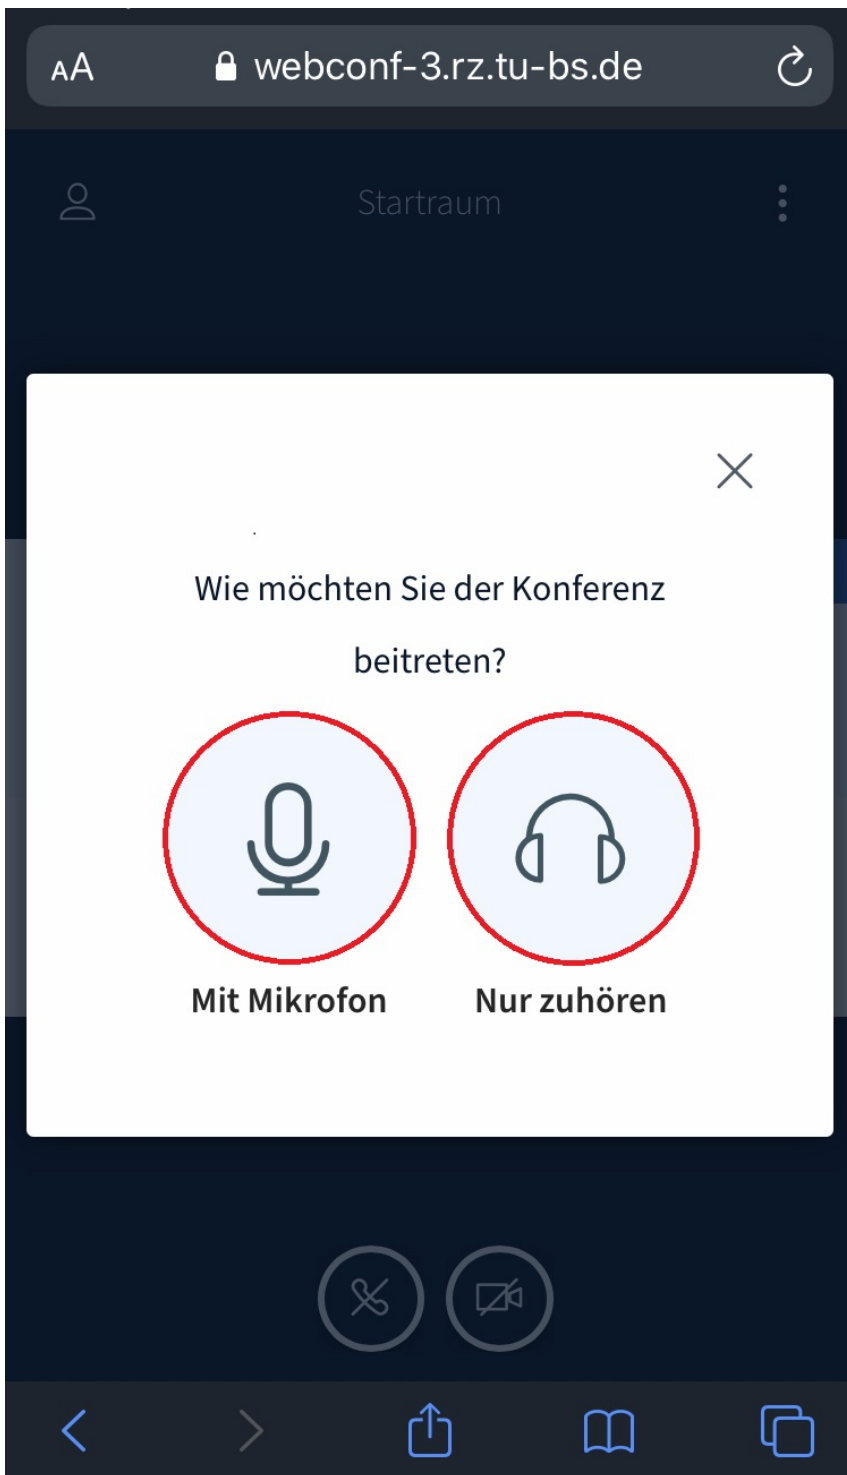 AA webconf-3.rz.tu-bs.de
Startraum
Wie möchten Sie der Konferenz
beitreten?
Mit Mikrofon Nur zuhören